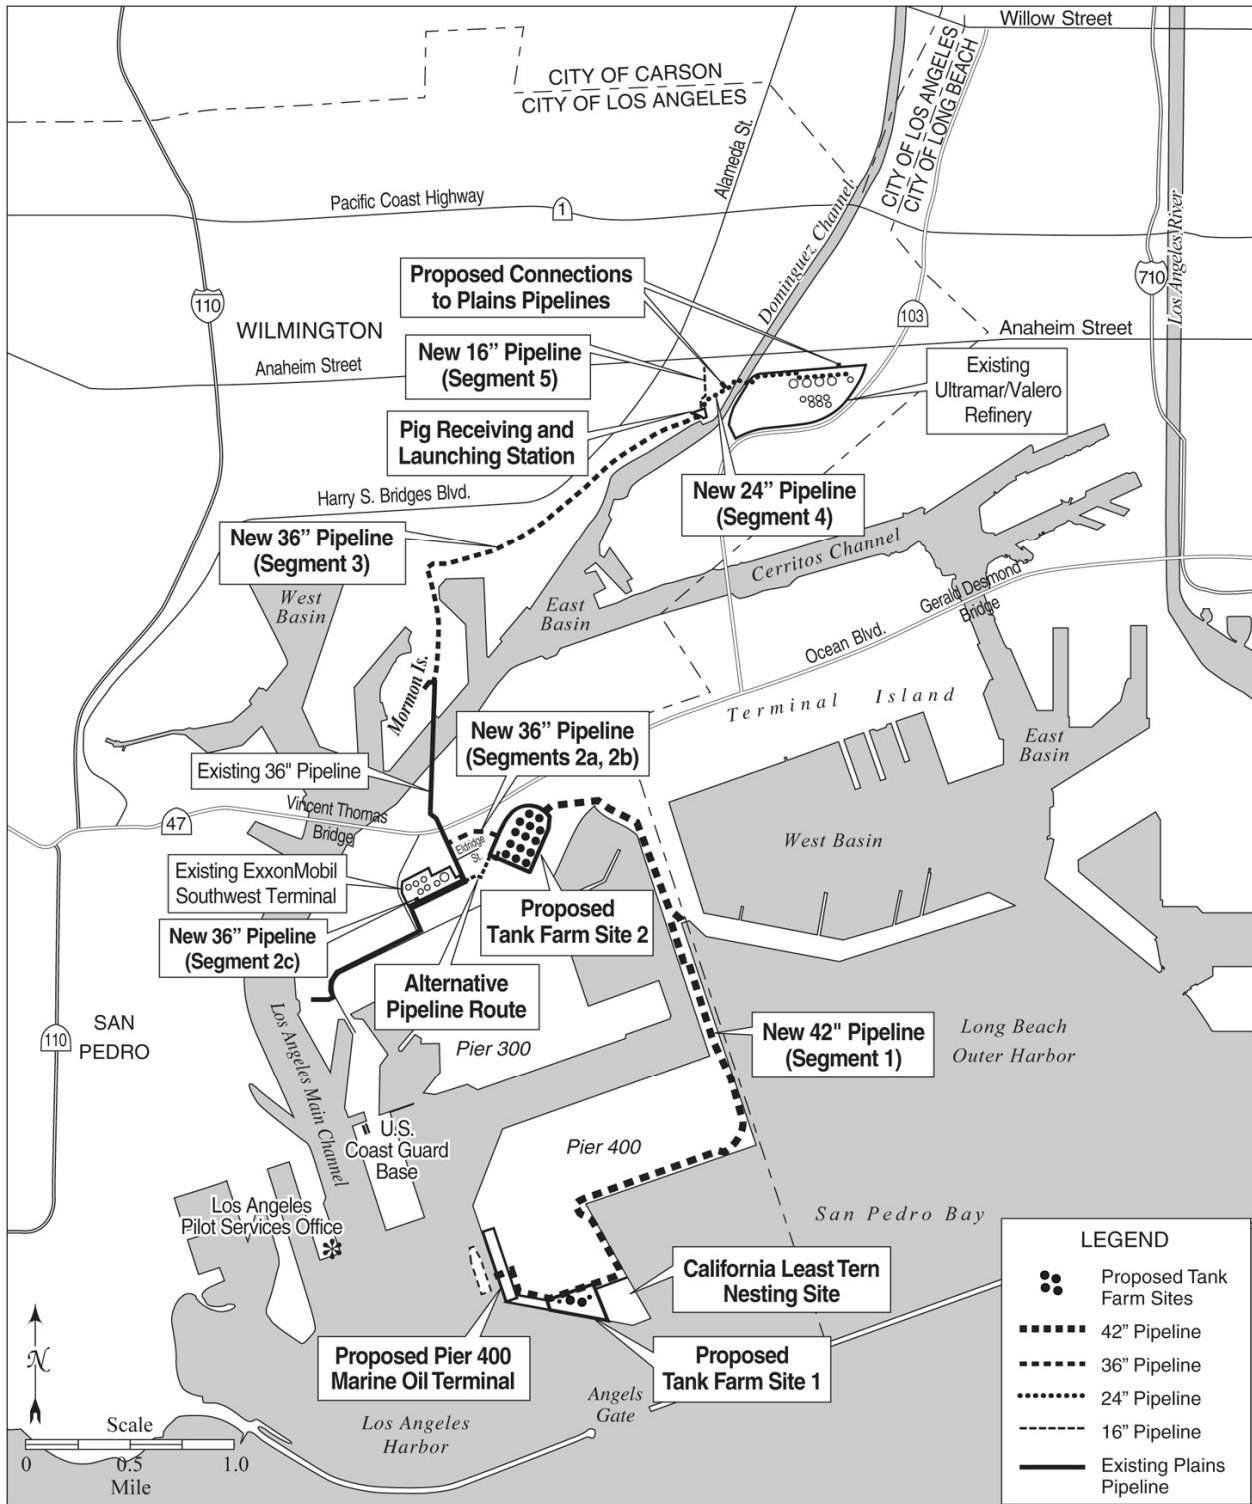 Willow Street
CITY OF CARSON
CITY OF LOS ANGELES
CITY OF LOS ANGELES
CITY OF LONG BEACH
Alameda St.
Pacific Coast Highway
1
Dominguez Channel
Los Angeles River
710
110
103
Proposed Connections
to Plains Pipelines
WILMINGTON
Anaheim Street
Anaheim Street
New 16” Pipeline
(Segment 5)
Existing
Ultramar/Valero
Refinery
Pig Receiving and
Launching Station
Harry S. Bridges Blvd.
New 24” Pipeline
(Segment 4)
New 36” Pipeline
(Segment 3)
Cerritos Channel
West
Basin
East
Basin
Gerald Desmond
Bridge
Ocean Blvd.
Mormon Is.
Terminal Island
New 36” Pipeline
(Segments 2a, 2b)
East
Basin
Existing 36" Pipeline
Vincent Thomas
Bridge
47
Eldridge
St.
West Basin
Existing ExxonMobil
Southwest Terminal
Proposed
Tank Farm Site 2
New 36” Pipeline
(Segment 2c)
Alternative
Pipeline Route
SAN
PEDRO
110
Los Angeles Main Channel
Pier 300
New 42" Pipeline
(Segment 1)
Long Beach
Outer Harbor
U.S.
Coast Guard
Base
Pier 400
Los Angeles
Pilot Services Office
San Pedro Bay
California Least Tern
Nesting Site
Proposed Pier 400
Marine Oil Terminal
Proposed
Tank Farm Site 1
Angels
Gate
Los Angeles
Harbor
N
Scale
0 0.5 1.0
Mile
LEGEND
Proposed Tank
Farm Sites
42” Pipeline
36” Pipeline
24” Pipeline
16” Pipeline
Existing Plains
Pipeline